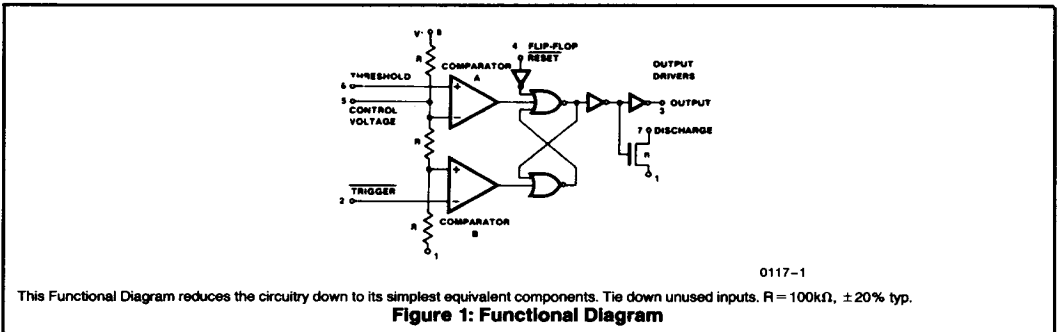 V+ 8
R
4 FLIP-FLOP
RESET
COMPARATOR
A
OUTPUT
DRIVERS
6 THRESHOLD
5
CONTROL
VOLTAGE
+
−
OUTPUT
3
7 DISCHARGE
R
R
1
+
−
TRIGGER
2
COMPARATOR
B
R
1
0117–1
This Functional Diagram reduces the circuitry down to its simplest equivalent components. Tie down unused inputs. R = 100kΩ, ±20% typ.
Figure 1: Functional Diagram